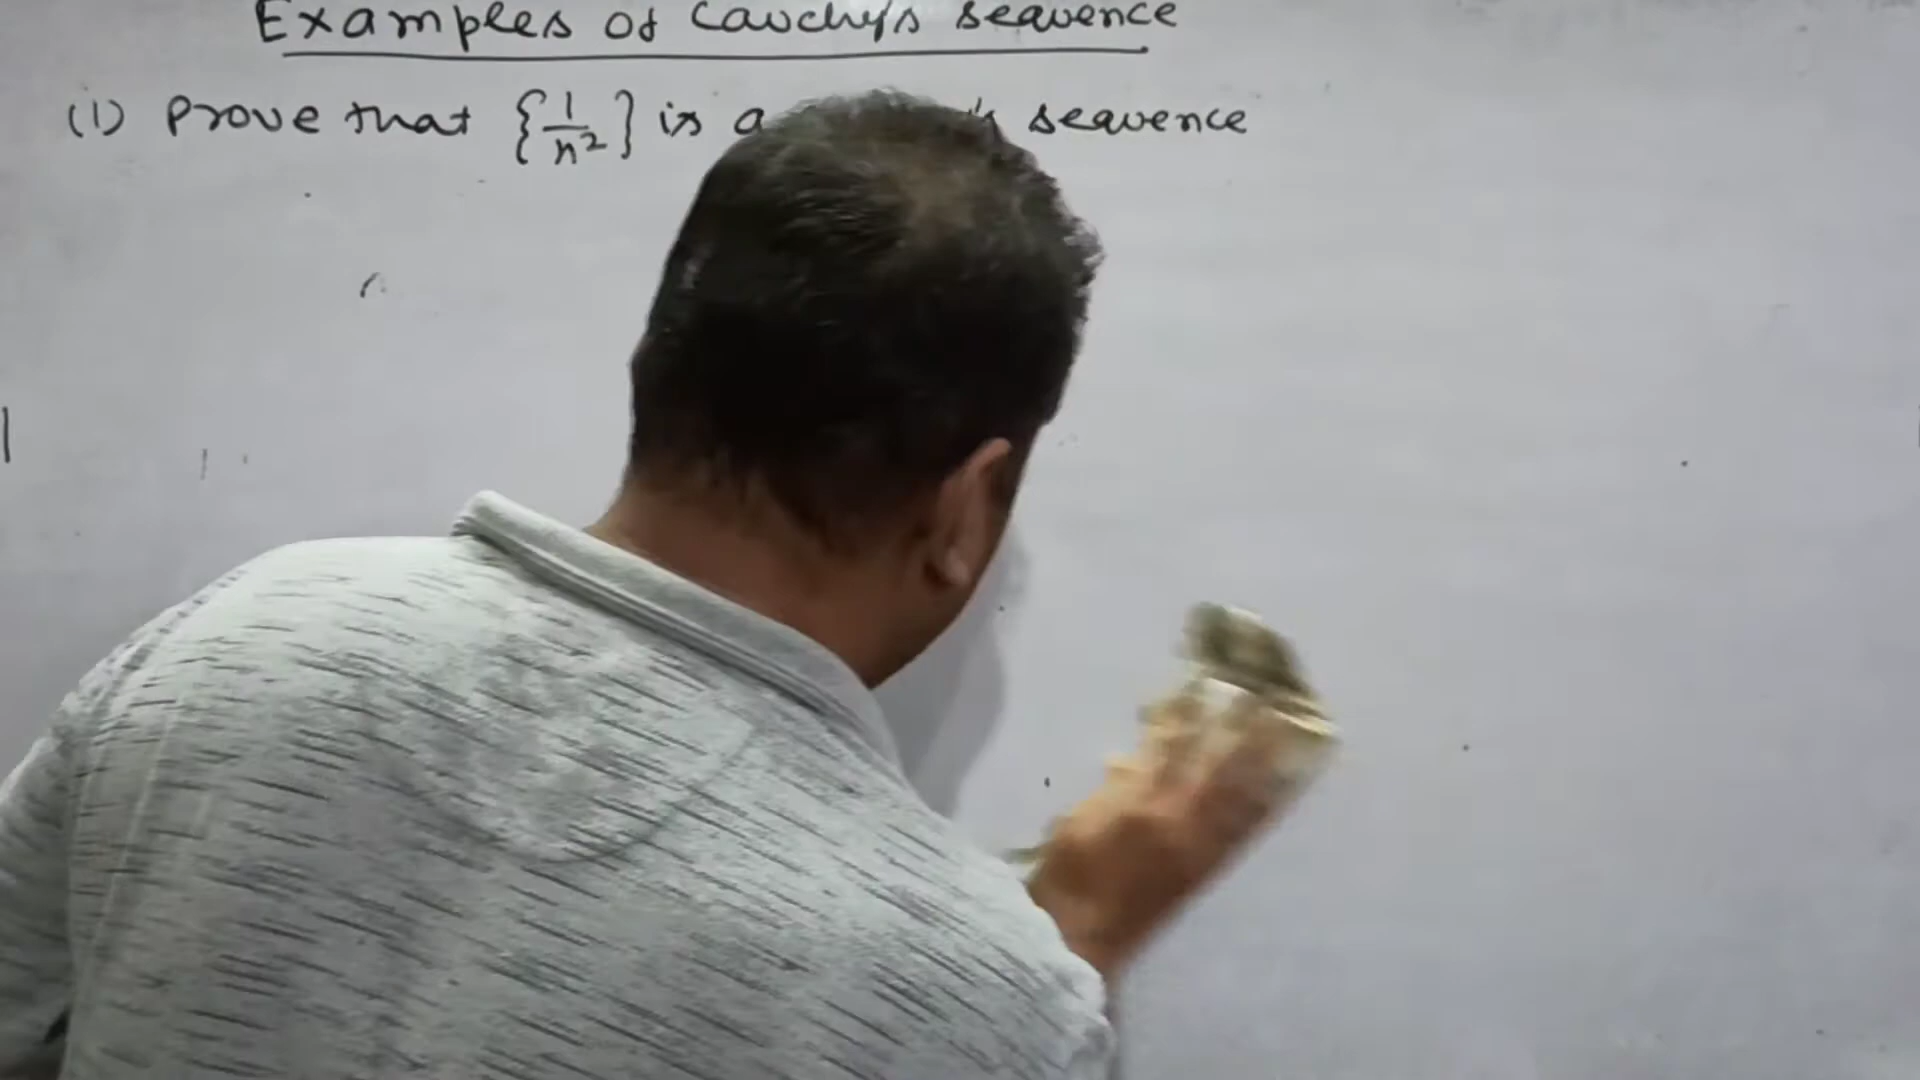 Examples of Cauchy's sequence
(1) Prove that {1/n²} is a sequence